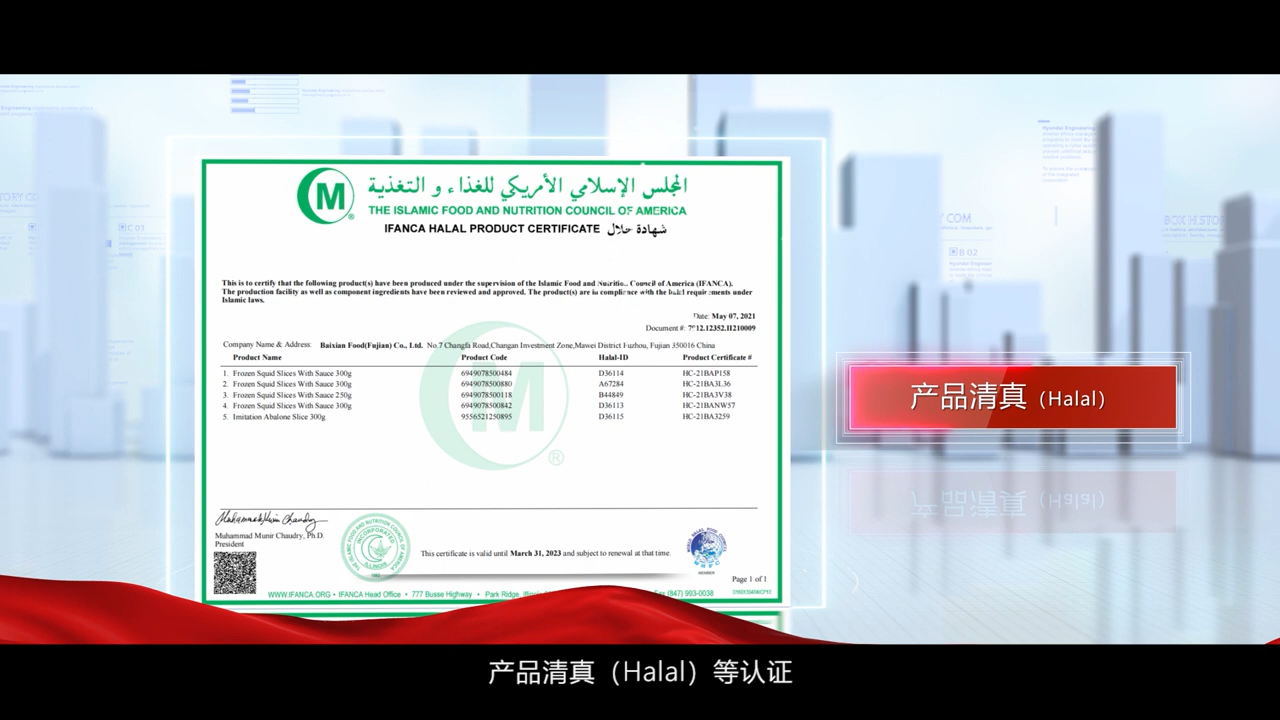 المجلس الإسلامي الأمريكي للغذاء و التغذية
THE ISLAMIC FOOD AND NUTRITION COUNCIL OF AMERICA
IFANCA HALAL PRODUCT CERTIFICATE شهادة حلال
This is to certify that the following product(s) have been produced under the supervision of the Islamic Food and Council of America (IFANCA).
The production facility as well as component ingredients have been reviewed and approved. The product(s) are in compliance with the halal requirements under
Islamic laws.
Date: May 07, 2021
Document #:
Company Name & Address: Baixian Food(Fujian) Co., Ltd. No.7 Changfa Road,Changan Investment Zone,Mawei District Fuzhou, Fujian 350016 China
Product Name Product Code Halal-ID Product Certificate #
1. Frozen Squid Slices With Sauce 300g 6949078500484 D36114 HC-21BAP158
2. Frozen Squid Slices With Sauce 300g 6949078500880 A67284 HC-21BA3L36
3. Frozen Squid Slices With Sauce 250g 6949078500118 B44849 HC-21BA3V38
4. Frozen Squid Slices With Sauce 300g 6949078500842 D36113 HC-21BANW57
5. Imitation Abalone Slice 300g 9556521250895 D36115 HC-21BA3259
Muhammad Munir Chaudry, Ph.D.
President
This certificate is valid until March 31, 2023 and subject to renewal at that time.
Page 1 of 1
WWW.IFANCA.ORG • IFANCA Head Office • 777 Busse Highway • Park Ridge, Fax (847) 993-0038
产品清真（Halal）
产品清真（Halal）等认证